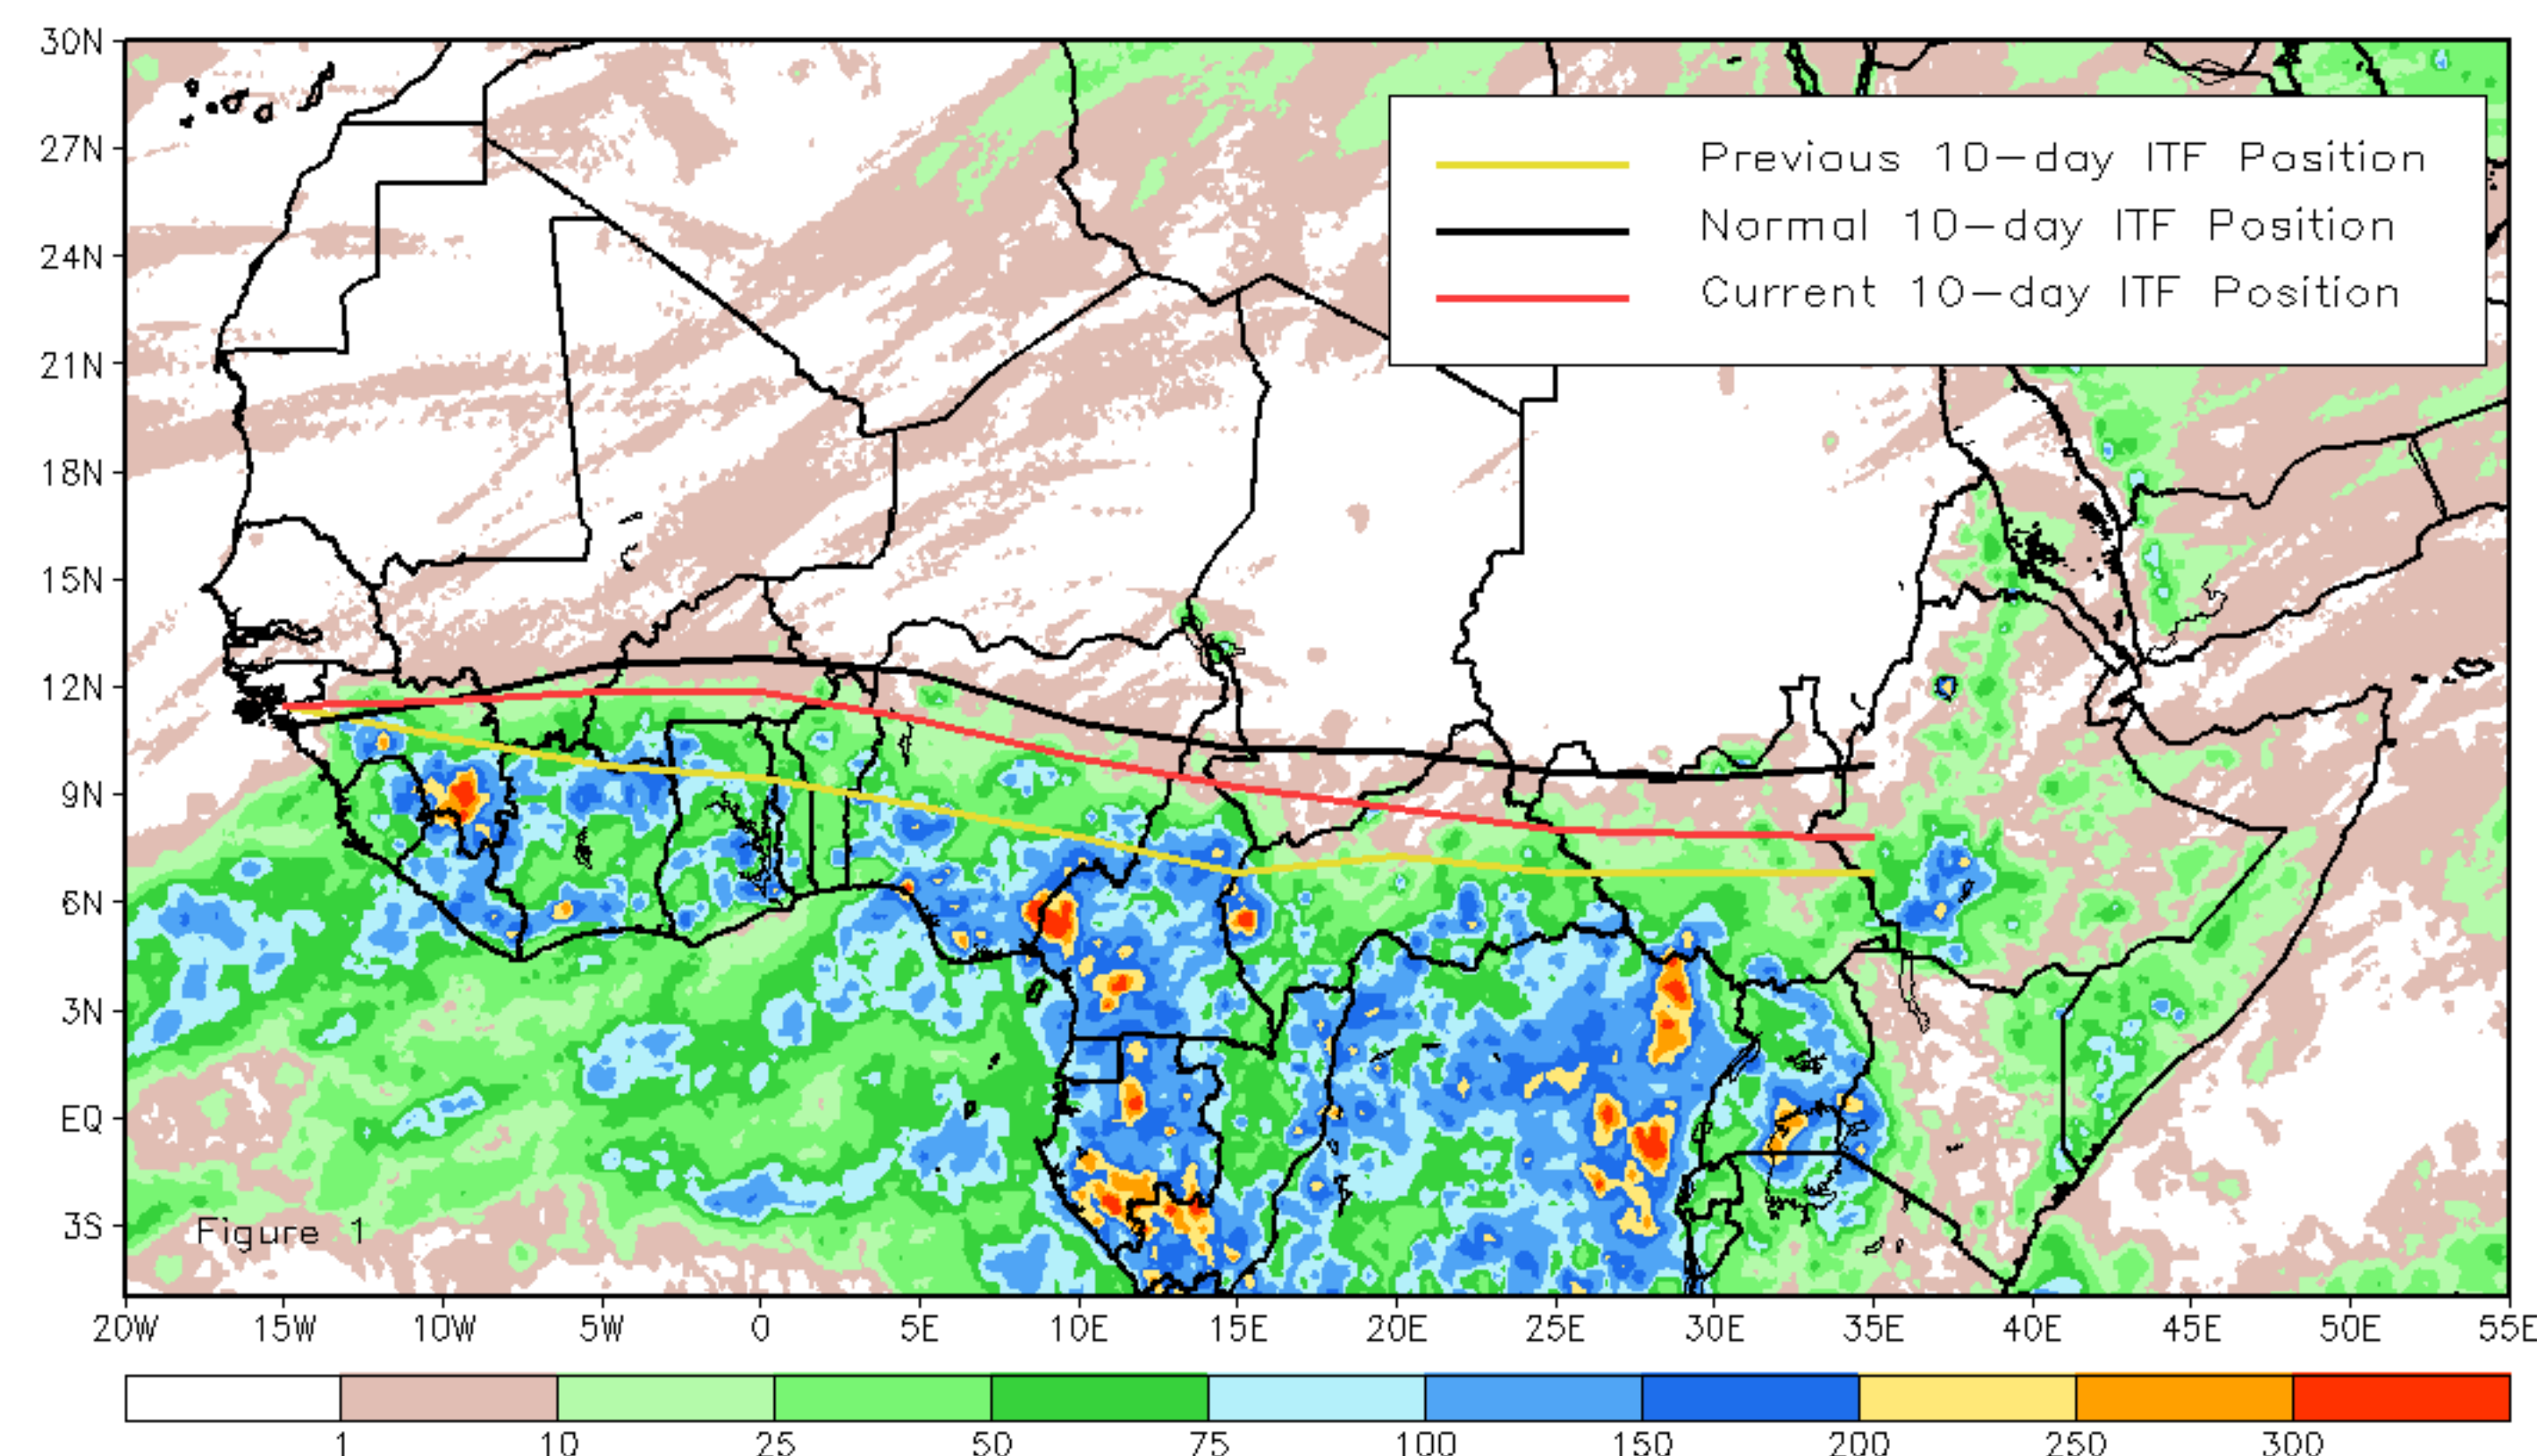 30N
27N
24N
21N
18N
15N
12N
9N
6N
3N
EQ
3S
Previous 10-day ITF Position
Normal 10-day ITF Position
Current 10-day ITF Position
Figure 1
20W 15W 10W 5W 0 5E 10E 15E 20E 25E 30E 35E 40E 45E 50E 55E
1 10 25 50 75 100 150 200 250 300